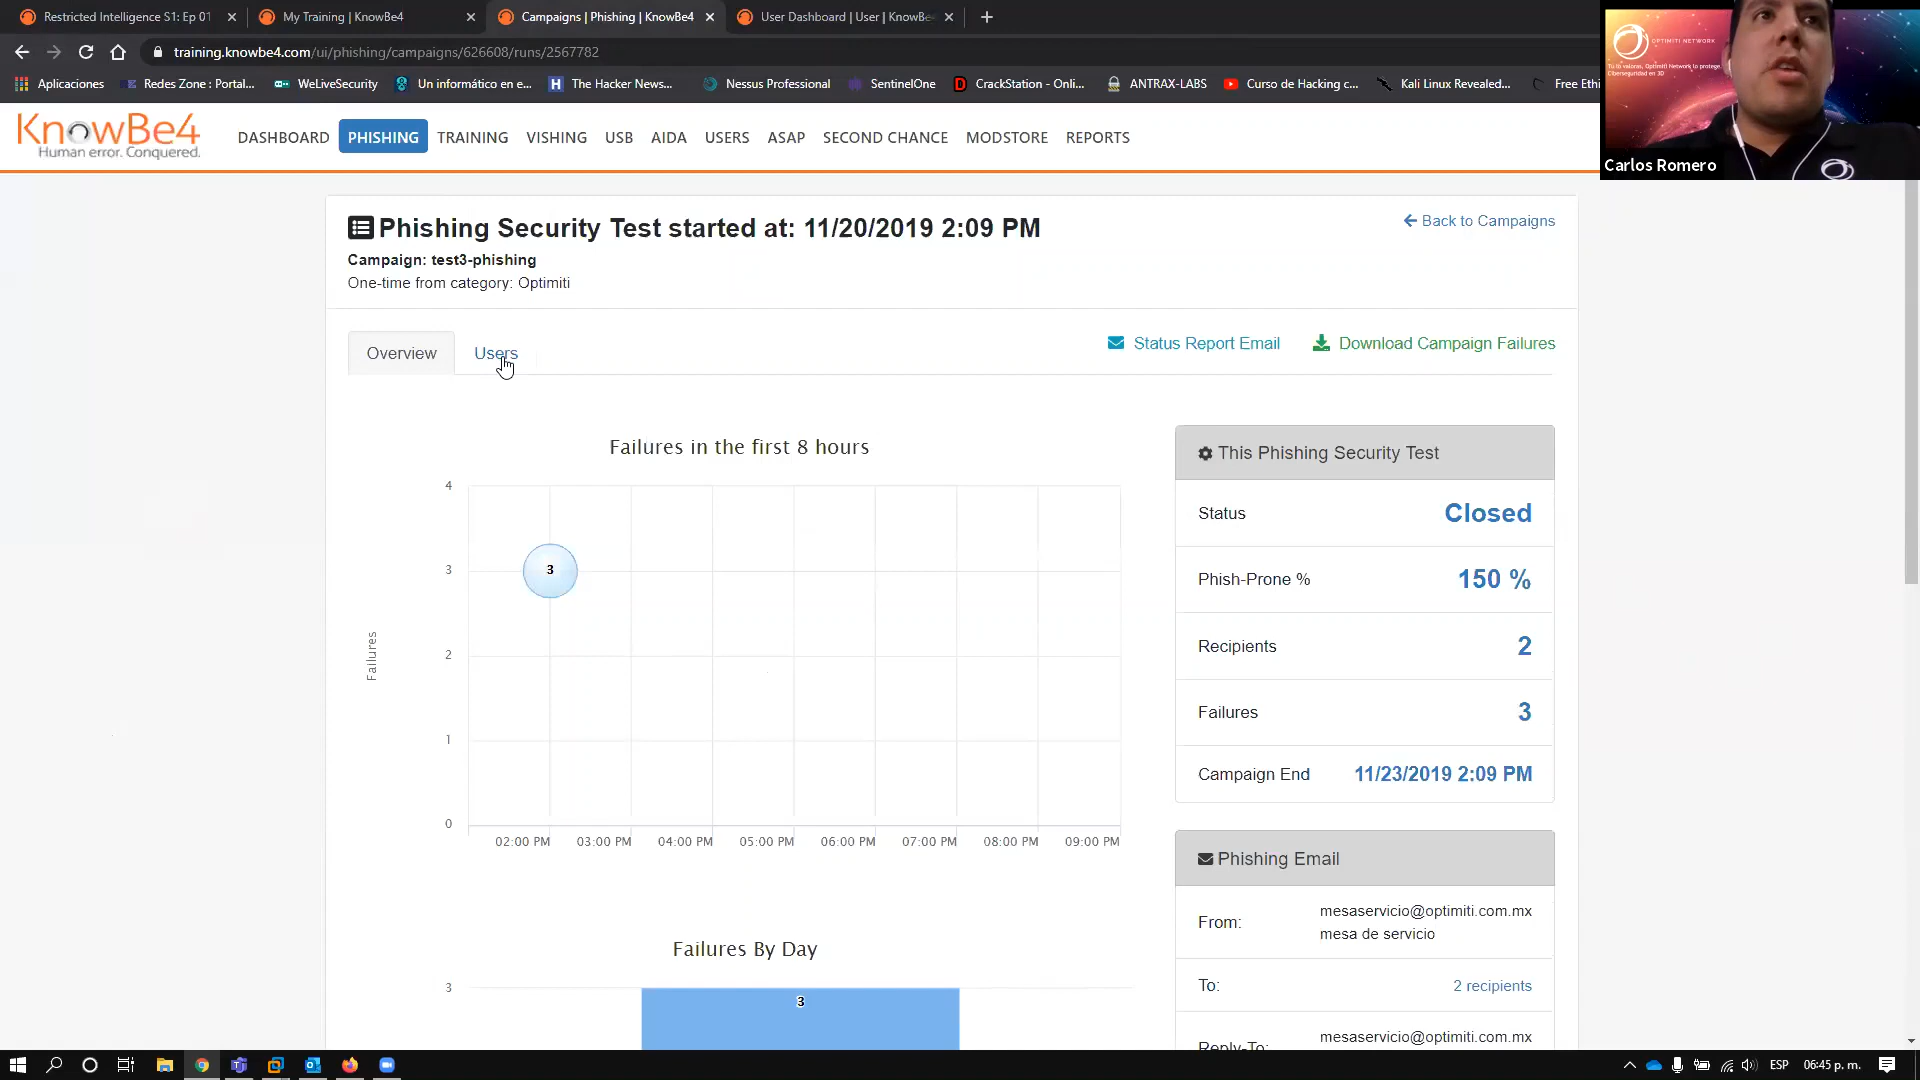 Restricted Intelligence S1: Ep 01
My Training | KnowBe4
Campaigns | Phishing | KnowBe4
User Dashboard | User | KnowBe4
training.knowbe4.com/ui/phishing/campaigns/626608/runs/2567782
Aplicaciones
Redes Zone : Portal...
WeLiveSecurity
Un informático en e...
The Hacker News...
Nessus Professional
SentinelOne
CrackStation - Onli...
ANTRAX-LABS
Curso de Hacking c...
Kali Linux Revealed...
Free Ethi
OPTIMITI NETWORK
Carlos Romero
KnowBe4
Human error. Conquered.
DASHBOARD
PHISHING
TRAINING
VISHING
USB
AIDA
USERS
ASAP
SECOND CHANCE
MODSTORE
REPORTS
Phishing Security Test started at: 11/20/2019 2:09 PM
Back to Campaigns
Campaign: test3-phishing
One-time from category: Optimiti
Overview
Users
Status Report Email
Download Campaign Failures
Failures in the first 8 hours
4
3
2
1
0
3
Failures
02:00 PM
03:00 PM
04:00 PM
05:00 PM
06:00 PM
07:00 PM
08:00 PM
09:00 PM
This Phishing Security Test
Status
Closed
Phish-Prone %
150 %
Recipients
2
Failures
3
Campaign End
11/23/2019 2:09 PM
Phishing Email
From:
mesaservicio@optimiti.com.mx
mesa de servicio
To:
2 recipients
Reply-To:
mesaservicio@optimiti.com.mx
Failures By Day
3
3
ESP
06:45 p. m.